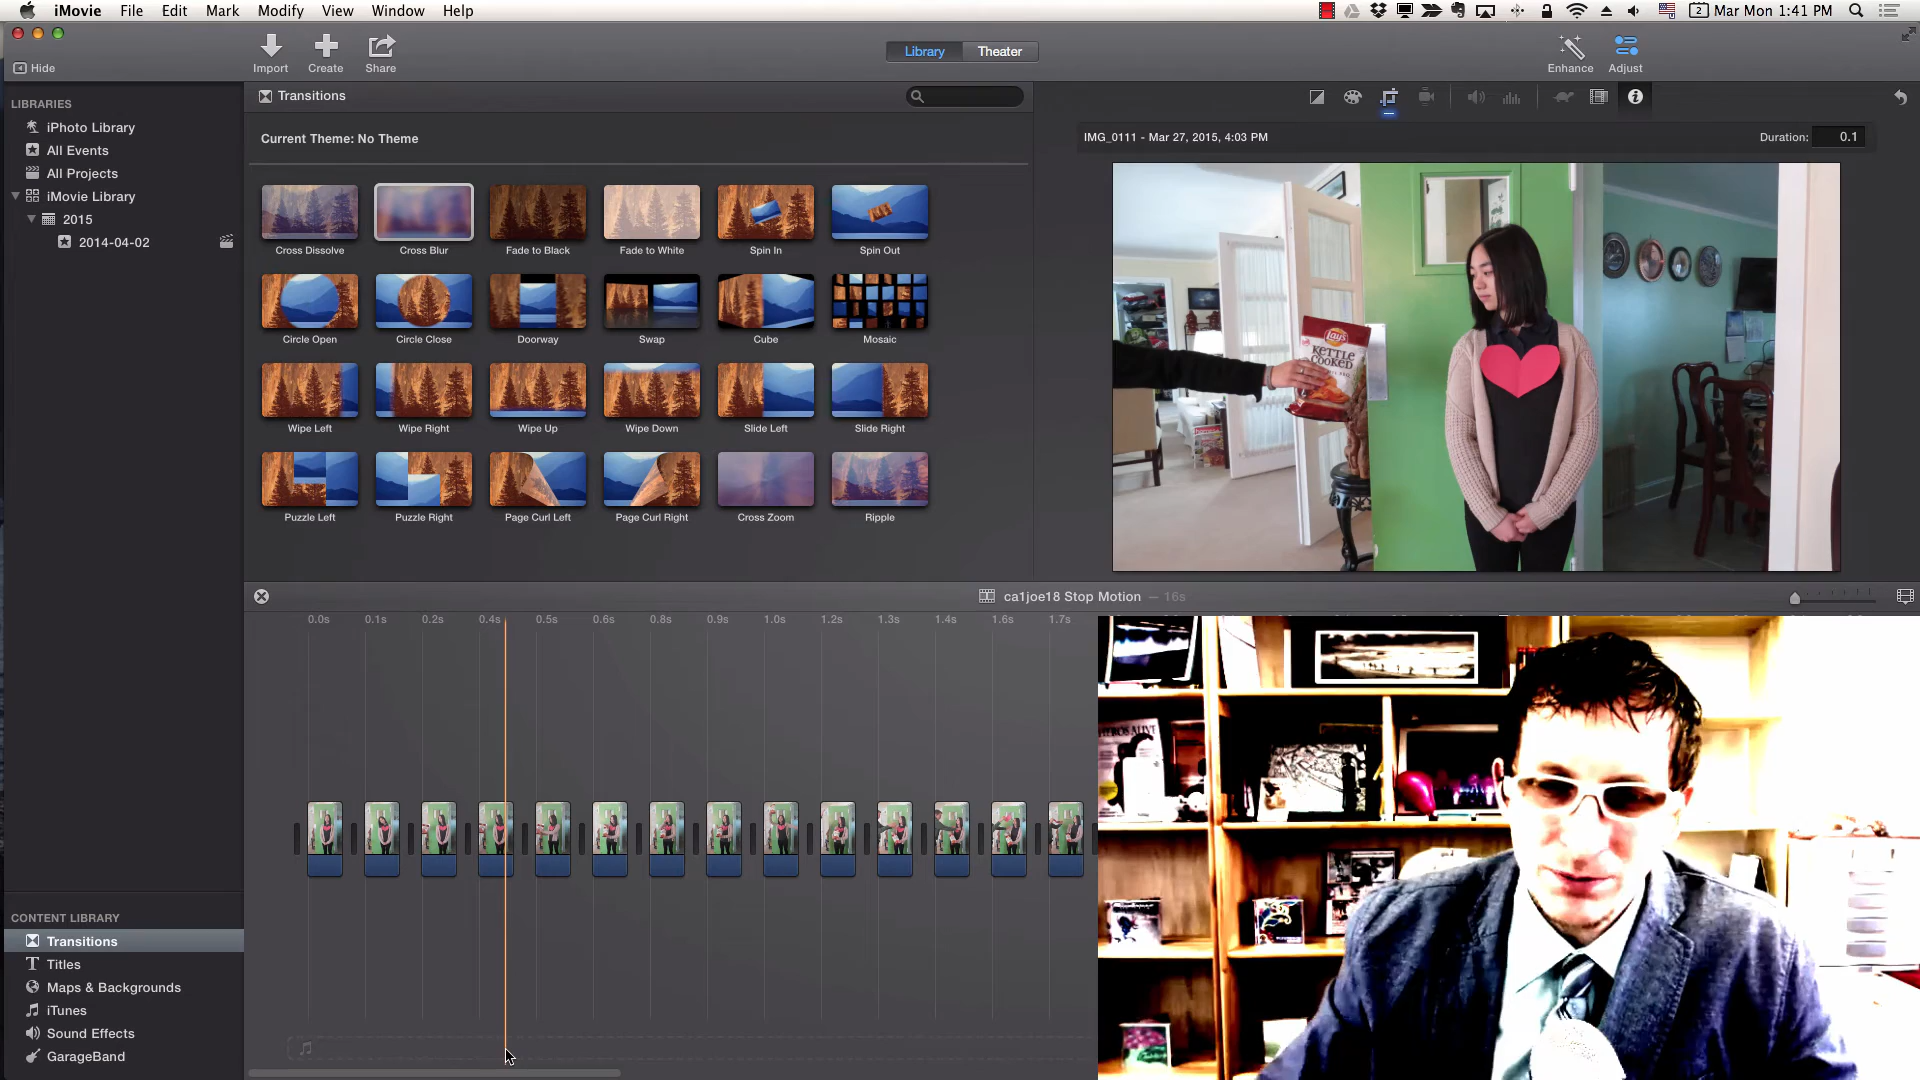 iMovie File Edit Mark Modify View Window Help
2 Mar Mon 1:41 PM
Hide
Import Create Share
Library Theater
Enhance Adjust
LIBRARIES
iPhoto Library
All Events
All Projects
iMovie Library
2015
2014-04-02
Transitions
Current Theme: No Theme
Cross Dissolve Cross Blur Fade to Black Fade to White Spin In Spin Out
Circle Open Circle Close Doorway Swap Cube Mosaic
Wipe Left Wipe Right Wipe Up Wipe Down Slide Left Slide Right
Puzzle Left Puzzle Right Page Curl Left Page Curl Right Cross Zoom Ripple
IMG_0111 - Mar 27, 2015, 4:03 PM
Duration: 0.1
Lay's
KETTLE
COOKED
ca1joe18 Stop Motion — 16s
0.0s 0.1s 0.2s 0.4s 0.5s 0.6s 0.8s 0.9s 1.0s 1.2s 1.3s 1.4s 1.6s 1.7s
CONTENT LIBRARY
Transitions
Titles
Maps & Backgrounds
iTunes
Sound Effects
GarageBand